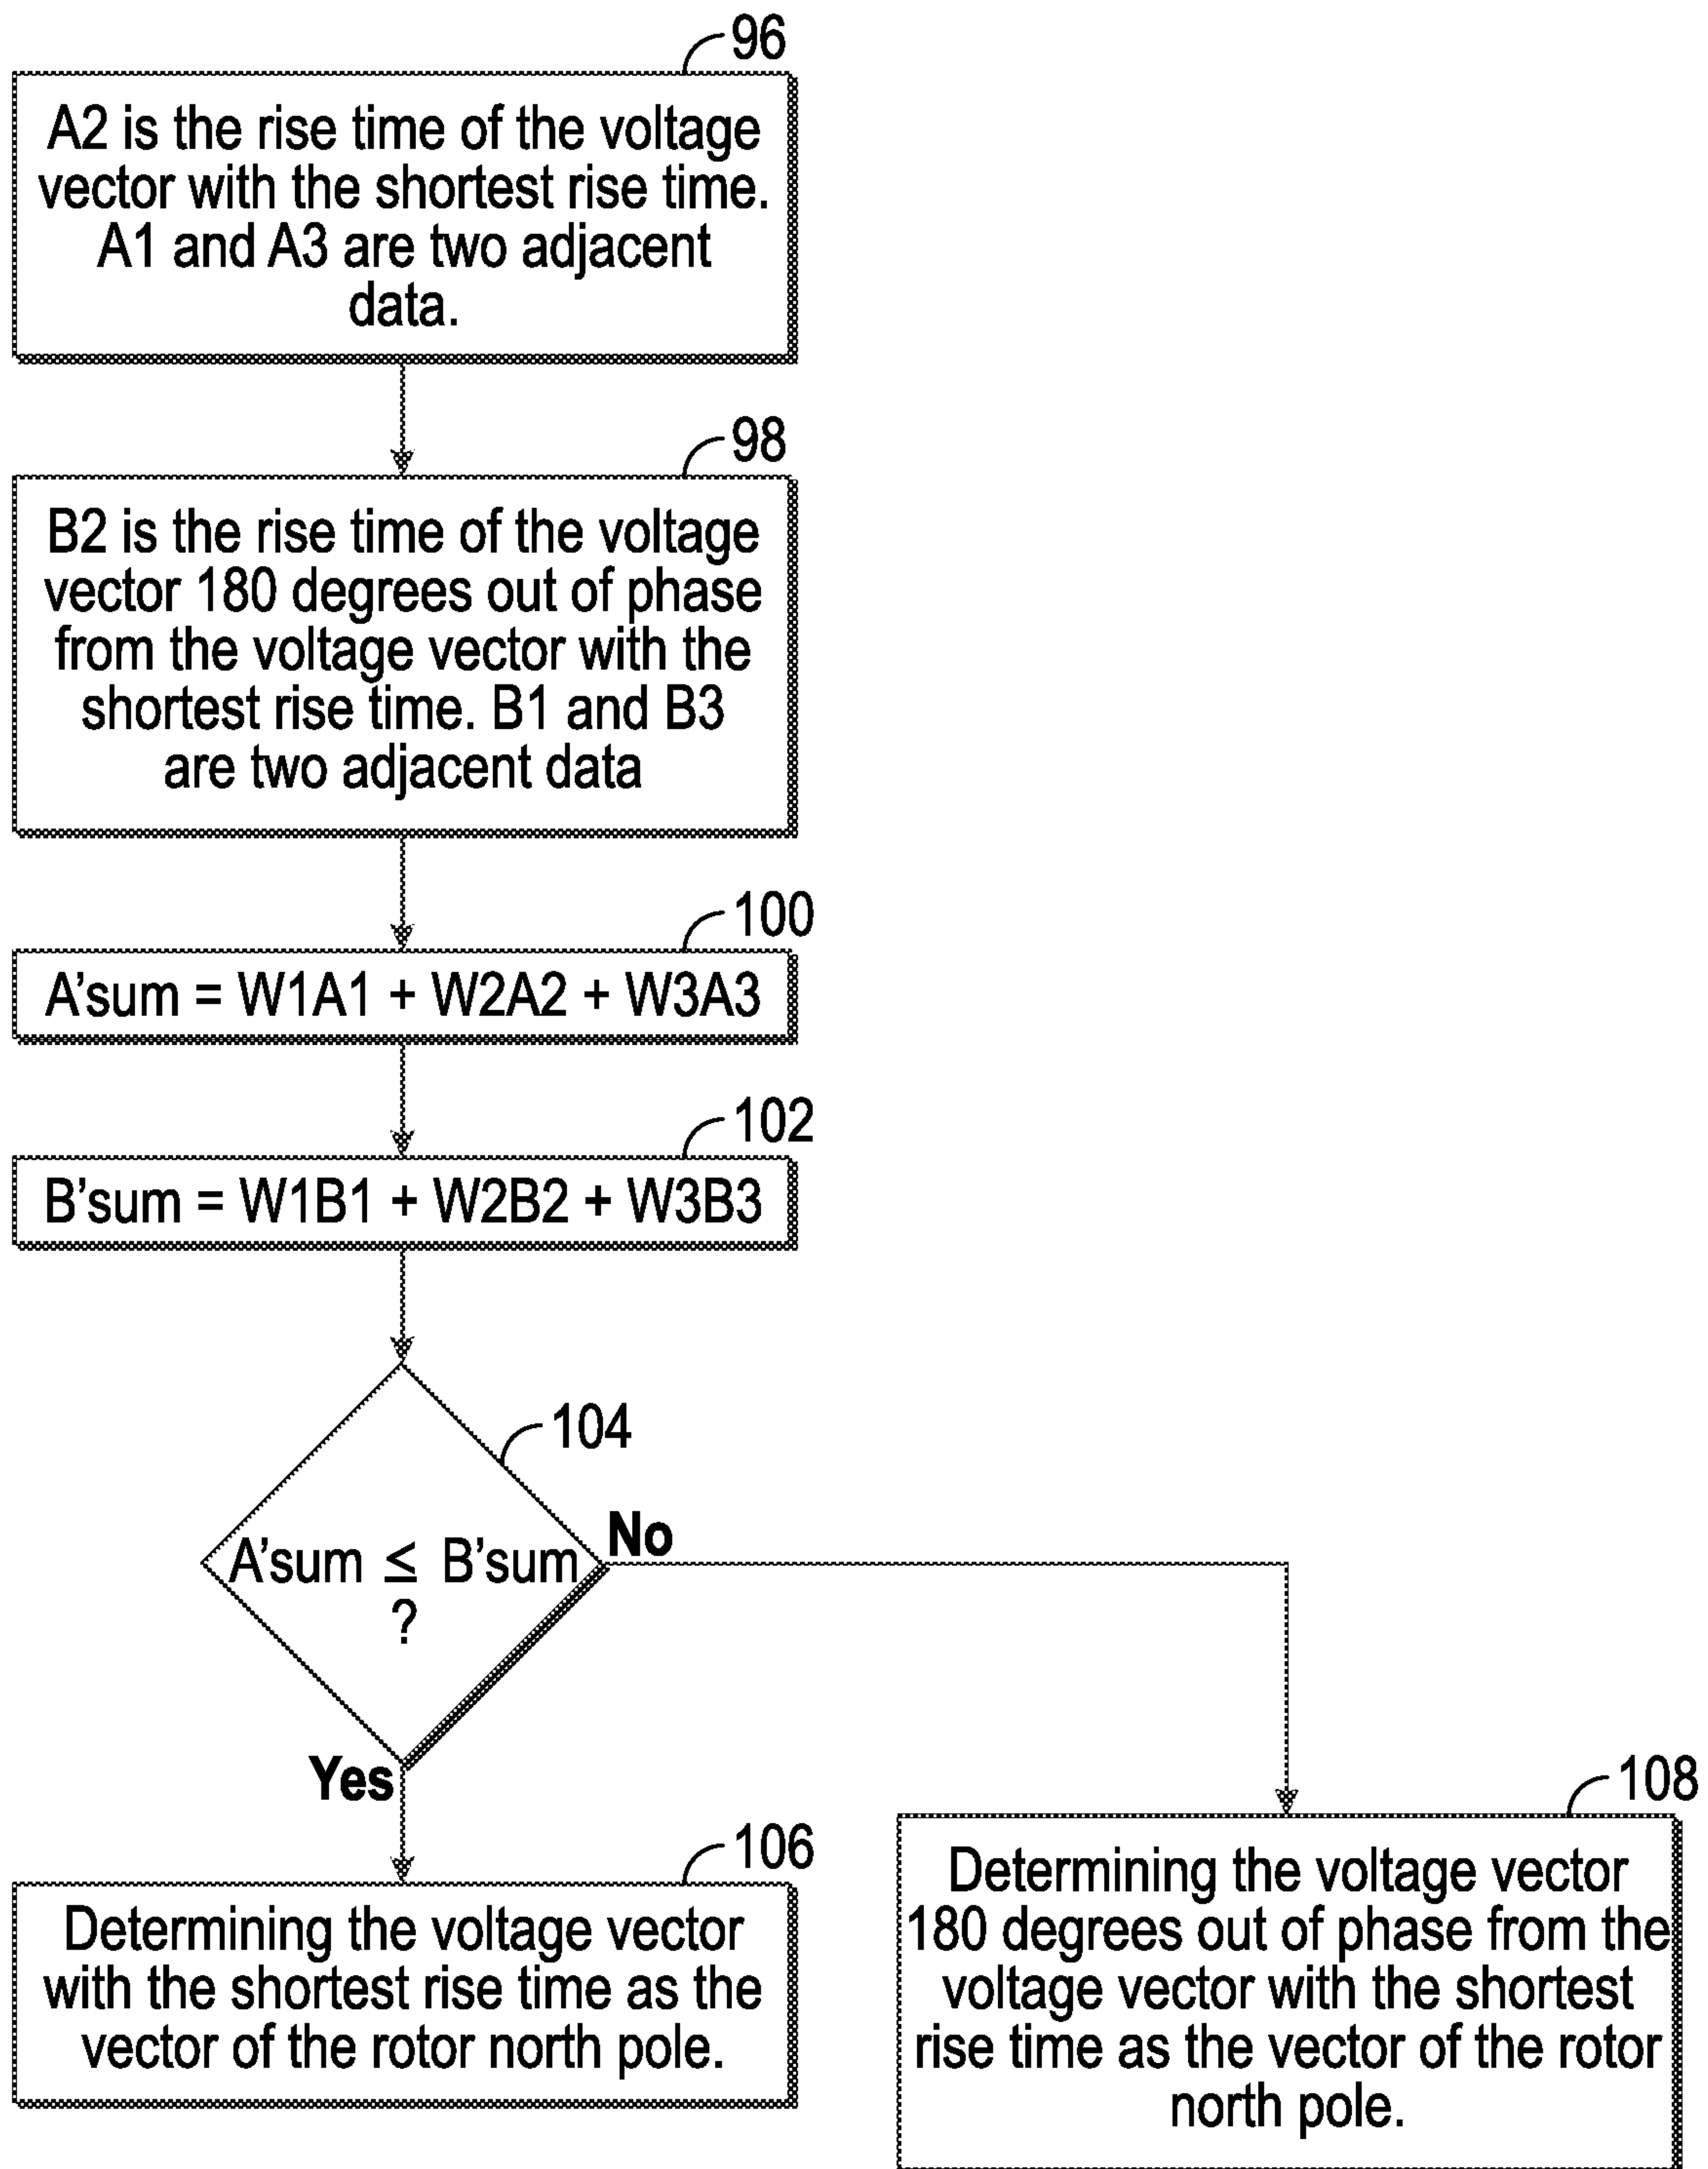 96
A2 is the rise time of the voltage
vector with the shortest rise time.
A1 and A3 are two adjacent
data.
98
B2 is the rise time of the voltage
vector 180 degrees out of phase
from the voltage vector with the
shortest rise time. B1 and B3
are two adjacent data
100
A'sum = W1A1 + W2A2 + W3A3
102
B'sum = W1B1 + W2B2 + W3B3
104
A'sum ≤ B'sum
?
No
Yes
106
Determining the voltage vector
with the shortest rise time as the
vector of the rotor north pole.
108
Determining the voltage vector
180 degrees out of phase from the
voltage vector with the shortest
rise time as the vector of the rotor
north pole.